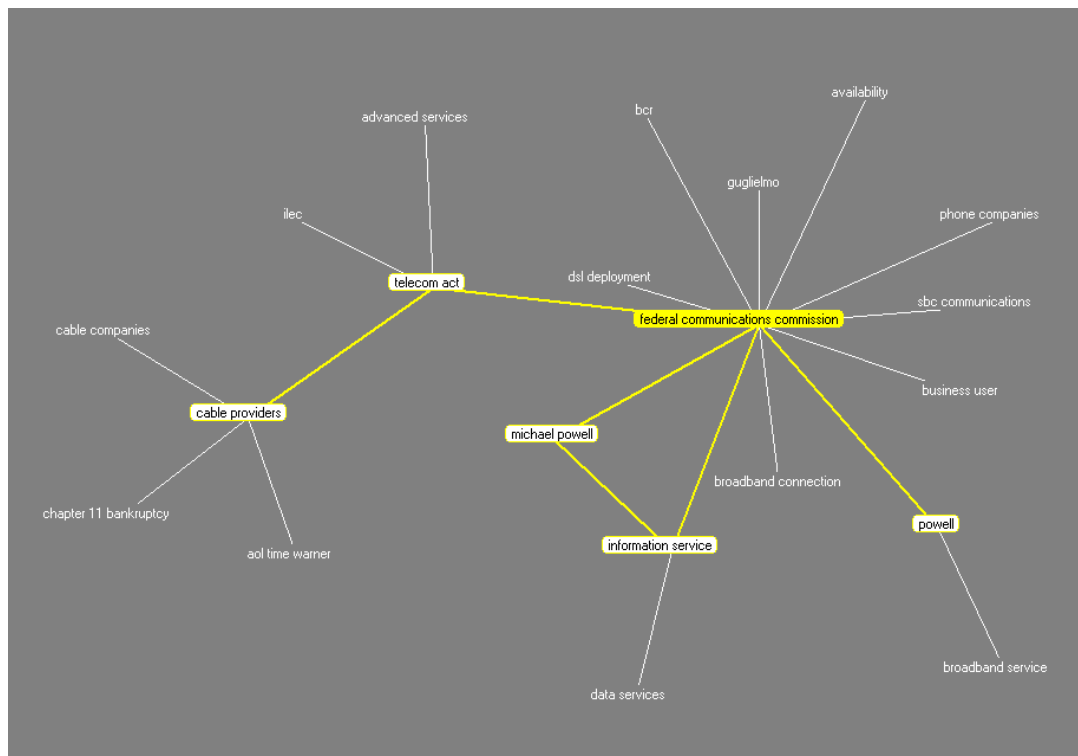 availability
bcr
advanced services
guglielmo
ilec
phone companies
dsl deployment
telecom act
sbc communications
federal communications commission
cable companies
business user
cable providers
michael powell
broadband connection
chapter 11 bankruptcy
powell
information service
aol time warner
broadband service
data services